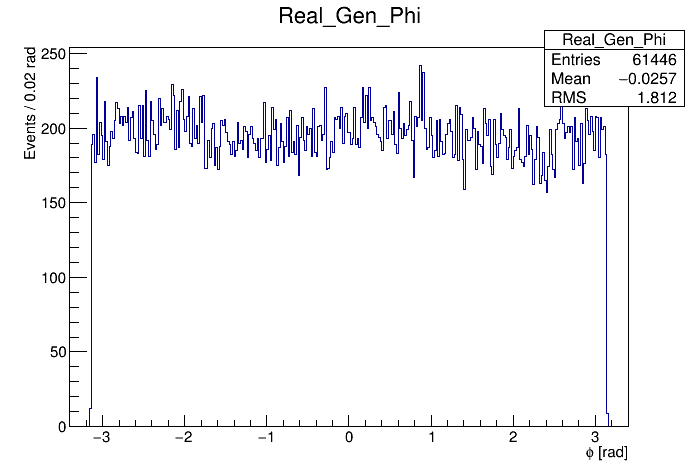 Real_Gen_Phi
Real_Gen_Phi
Entries 61446
Mean −0.0257
RMS 1.812
Events / 0.02 rad
250
200
150
100
50
0
−3 −2 −1 0 1 2 3
ϕ [rad]